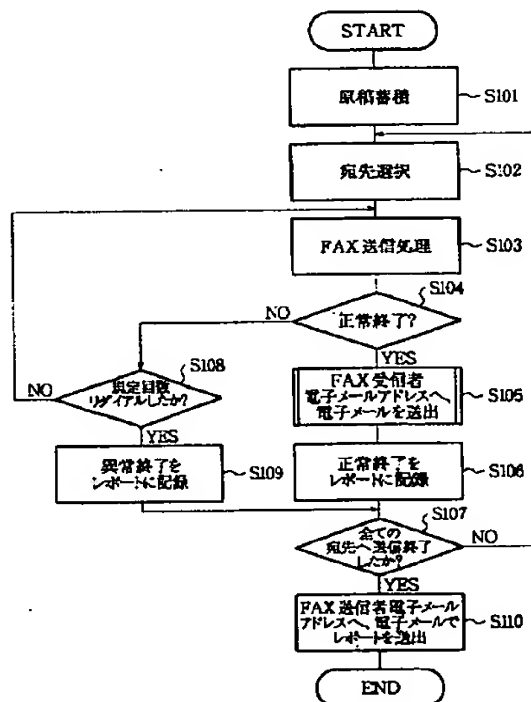 START
原稿蓄積
S101
宛先選択
S102
FAX送信処理
S103
S104
正常終了?
NO
YES
S108
規定回数
リダイアルしたか?
NO
YES
FAX受信者
電子メールアドレスへ、
電子メールを送出
S105
異常終了を
レポートに記録
S109
正常終了を
レポートに記録
S106
S107
全ての
宛先へ送信終了
したか?
NO
YES
FAX送信者電子メール
アドレスへ、電子メールで
レポートを送出
S110
END